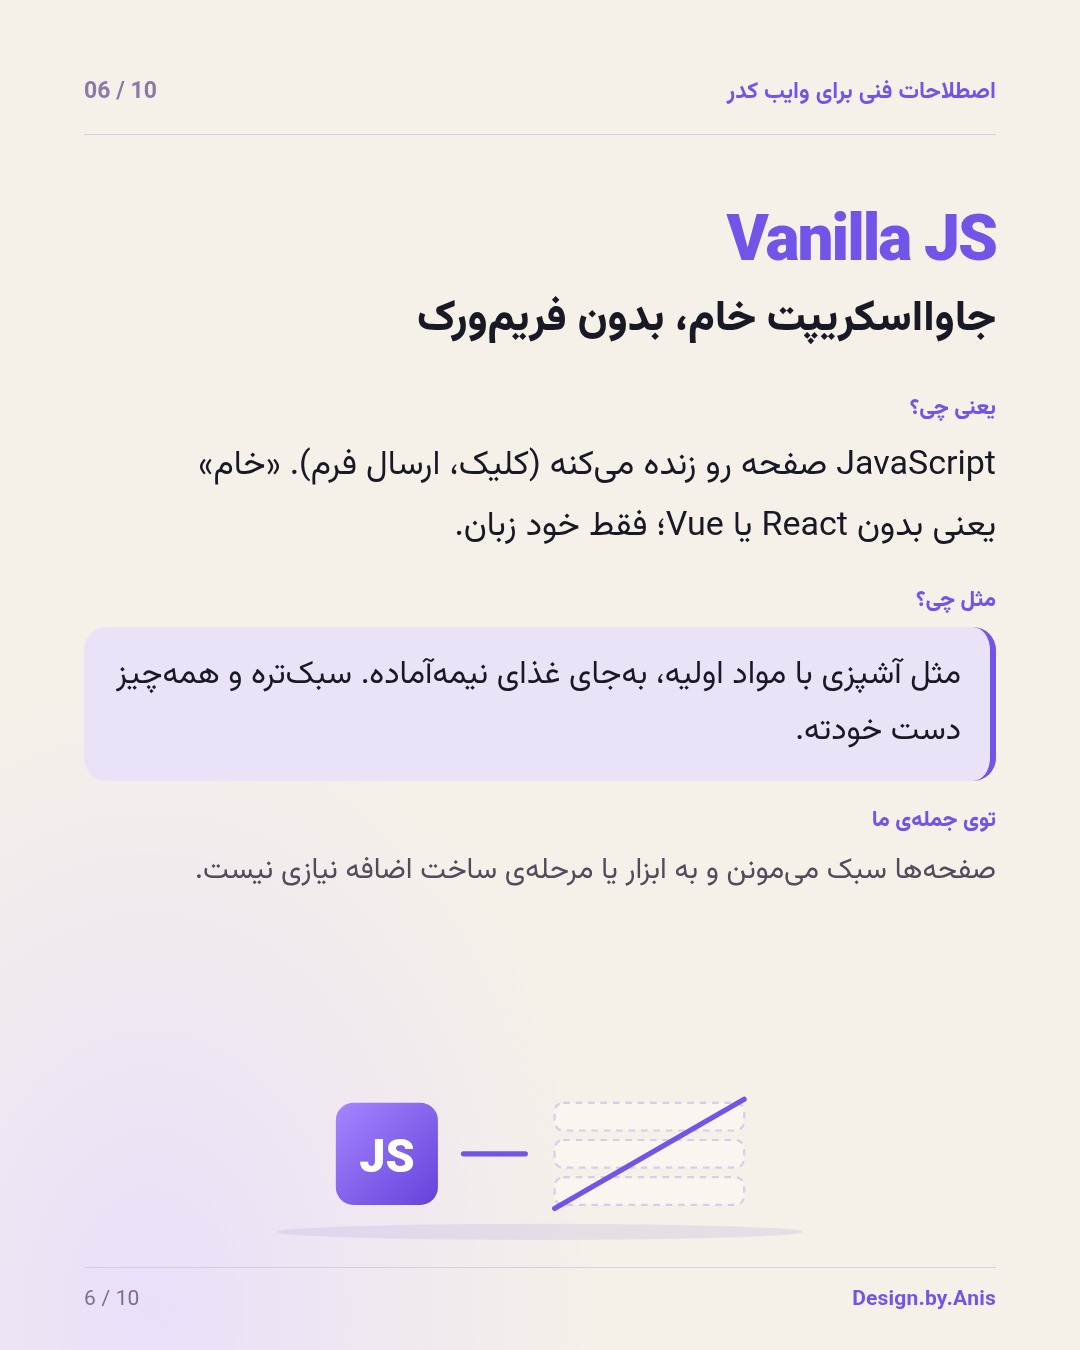 اصطلاحات فنی برای وایب کدر
06 / 10
Vanilla JS
جاوااسکریپت خام، بدون فریم‌ورک
یعنی چی؟
JavaScript صفحه رو زنده می‌کنه (کلیک، ارسال فرم). «خام»
یعنی بدون React یا Vue؛ فقط خود زبان.
مثل چی؟
مثل آشپزی با مواد اولیه، به‌جای غذای نیمه‌آماده. سبک‌تره و همه‌چیز
دست خودته.
توی جمله‌ی ما
صفحه‌ها سبک می‌مونن و به ابزار یا مرحله‌ی ساخت اضافه نیازی نیست.
JS
Design.by.Anis
6 / 10